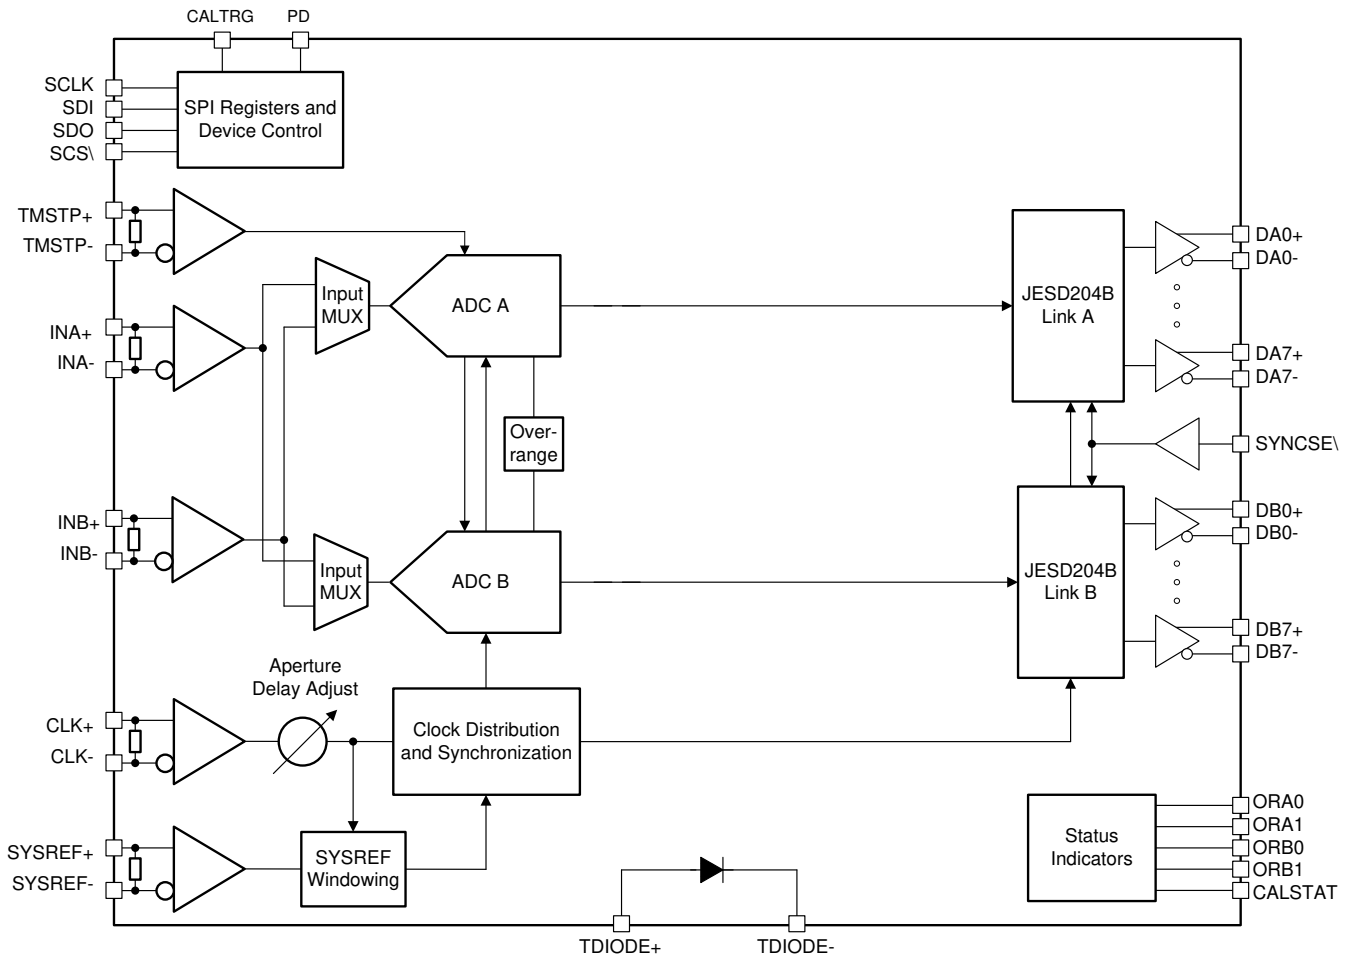 CALTRG
PD
SCLK
SDI
SDO
SCS\
SPI Registers and
Device Control
TMSTP+
TMSTP-
INA+
INA-
Input
MUX
ADC A
JESD204B
Link A
DA0+
DA0-
DA7+
DA7-
Over-
range
SYNCSE\
INB+
INB-
Input
MUX
ADC B
JESD204B
Link B
DB0+
DB0-
DB7+
DB7-
Aperture
Delay Adjust
CLK+
CLK-
Clock Distribution
and Synchronization
SYSREF+
SYSREF-
SYSREF
Windowing
Status
Indicators
ORA0
ORA1
ORB0
ORB1
CALSTAT
TDIODE+
TDIODE-